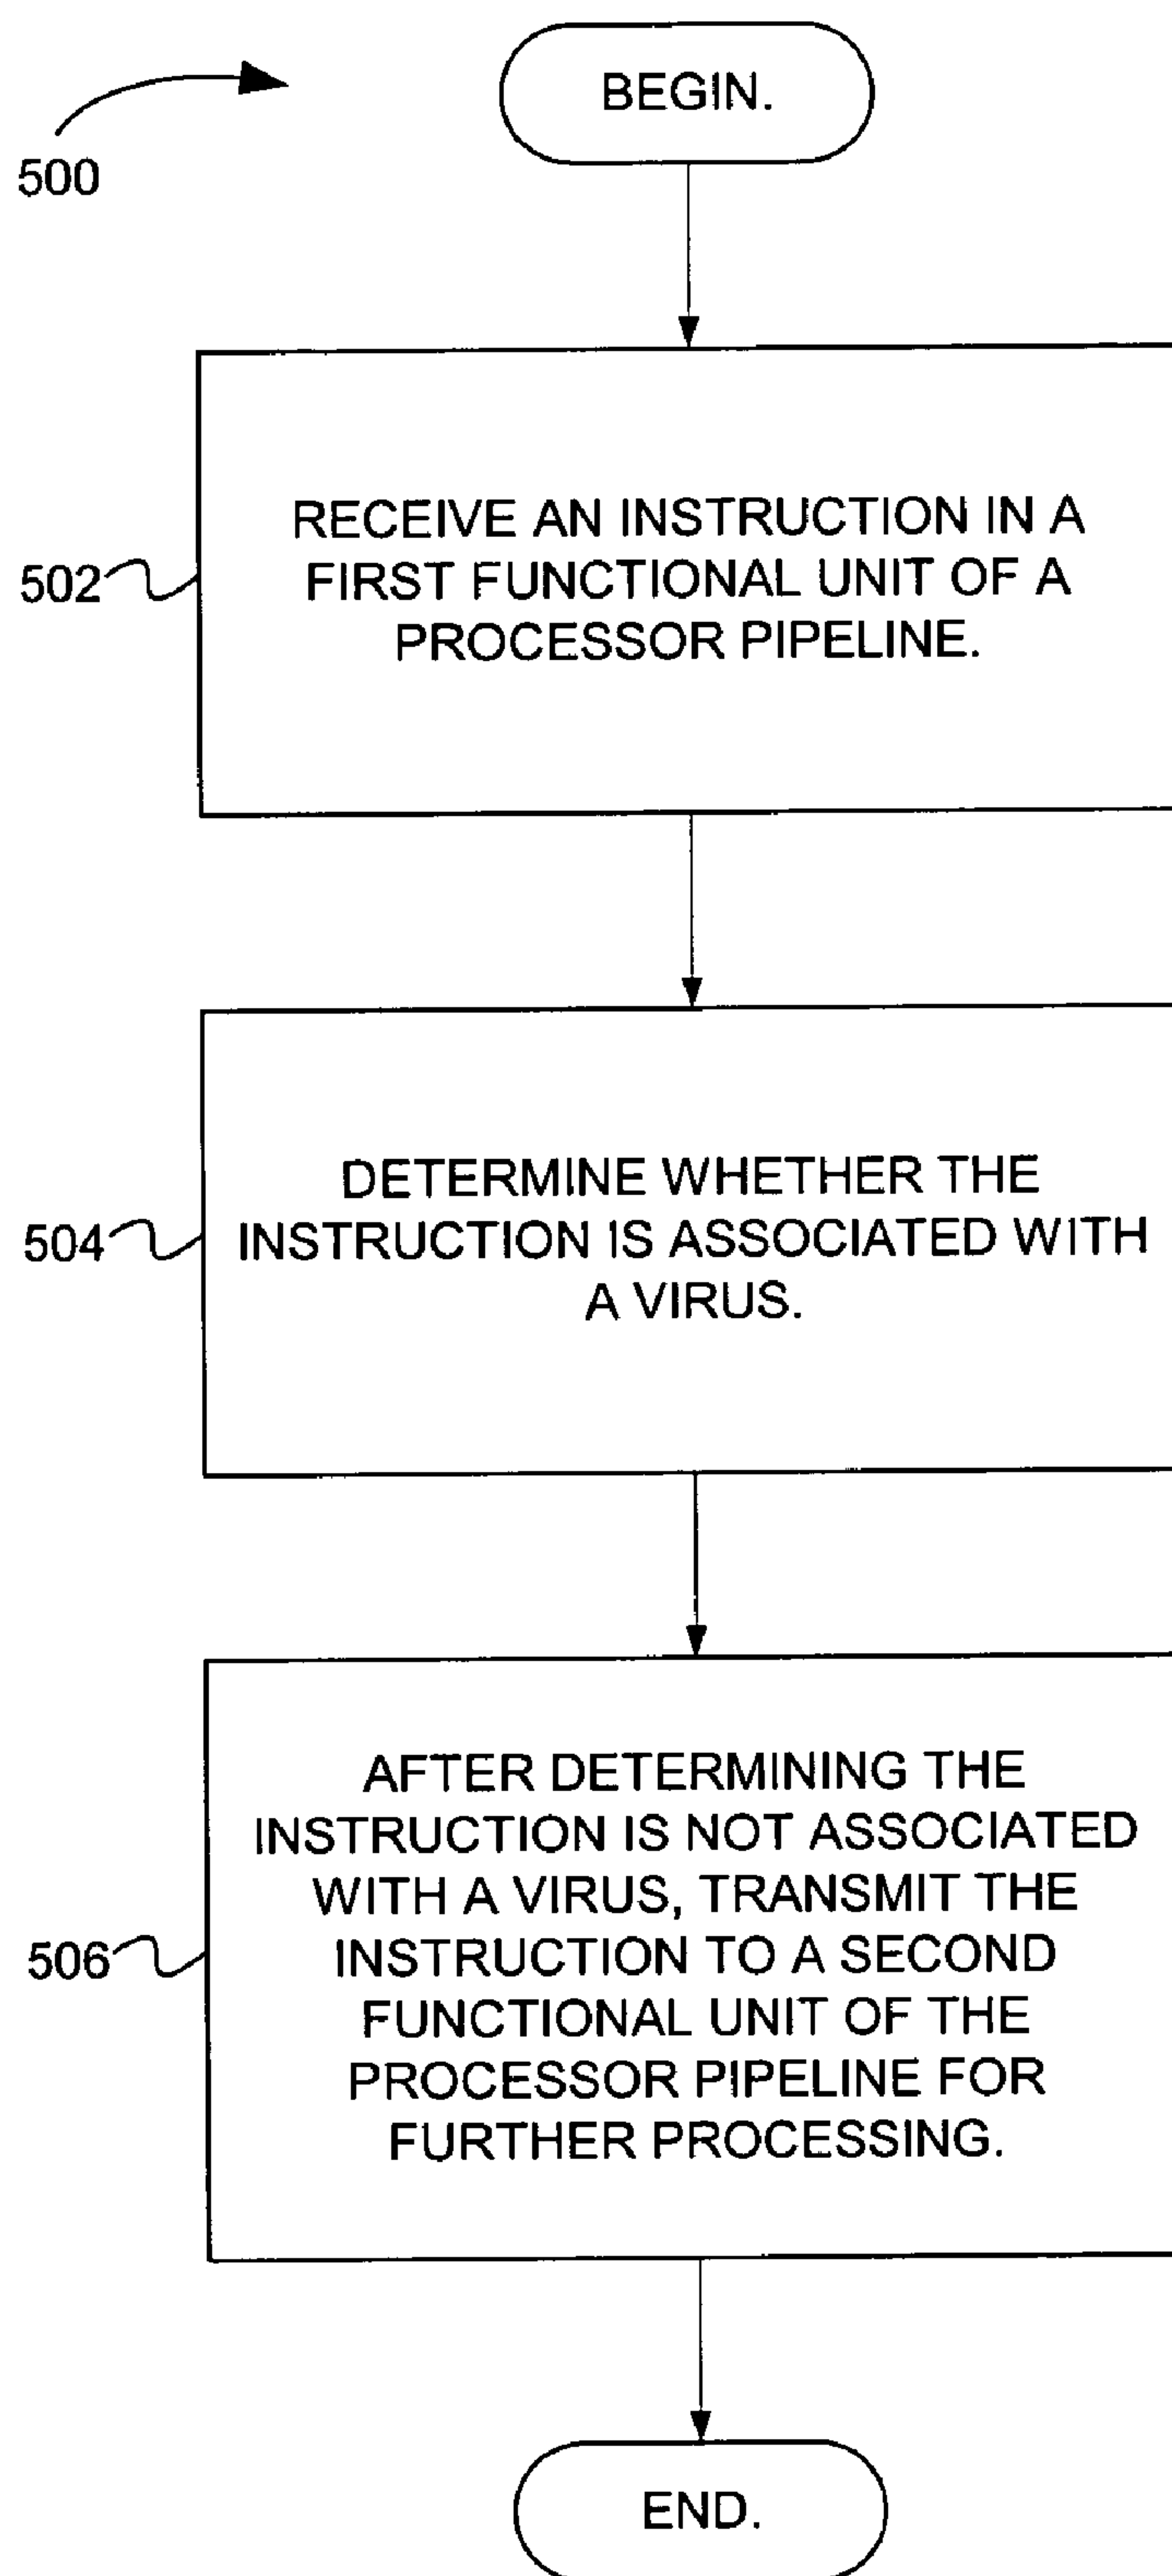 BEGIN.
500
RECEIVE AN INSTRUCTION IN A
FIRST FUNCTIONAL UNIT OF A
PROCESSOR PIPELINE.
502
DETERMINE WHETHER THE
INSTRUCTION IS ASSOCIATED WITH
A VIRUS.
504
AFTER DETERMINING THE
INSTRUCTION IS NOT ASSOCIATED
WITH A VIRUS, TRANSMIT THE
INSTRUCTION TO A SECOND
FUNCTIONAL UNIT OF THE
PROCESSOR PIPELINE FOR
FURTHER PROCESSING.
506
END.